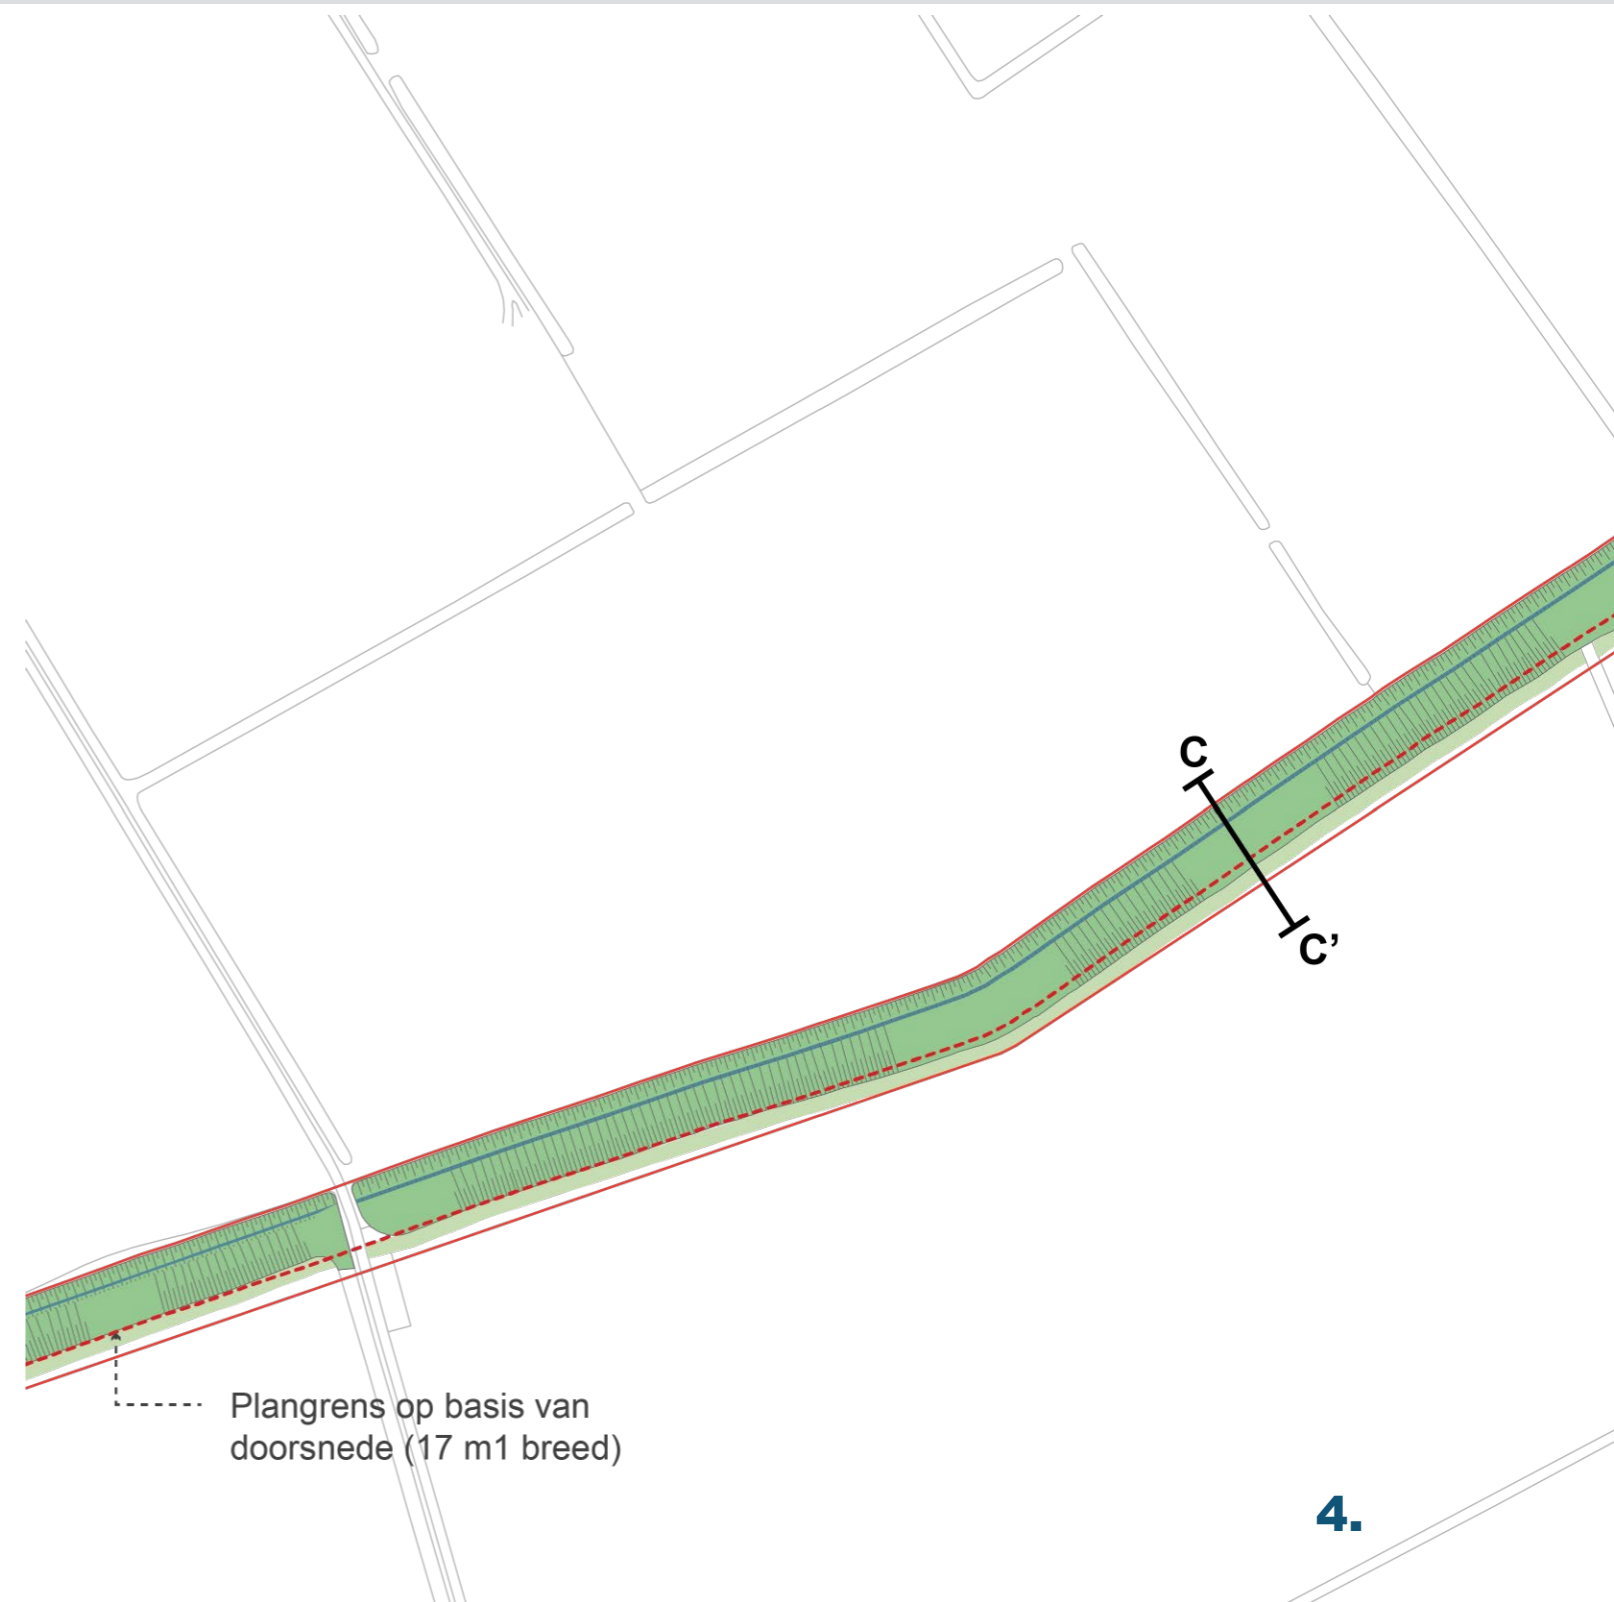 C
C’
Plangrens op basis van
doorsnede (17 m1 breed)
4.